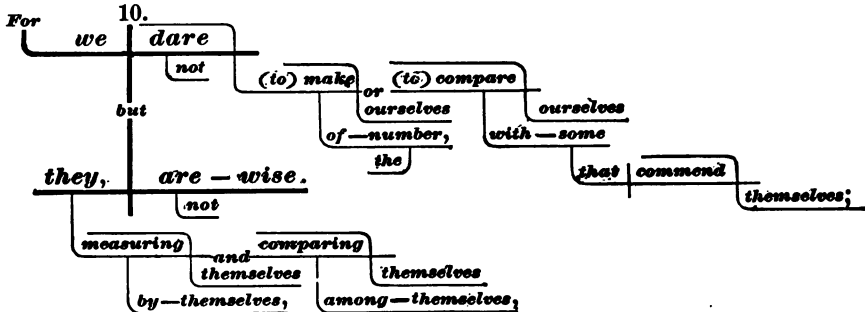 10.
For
we dare
not
(to) make or (to) compare
but
ourselves ourselves
of—number, with—some
the
that commend
they, are—wise.
not
themselves;
measuring and comparing
themselves themselves
by—themselves, among—themselves,